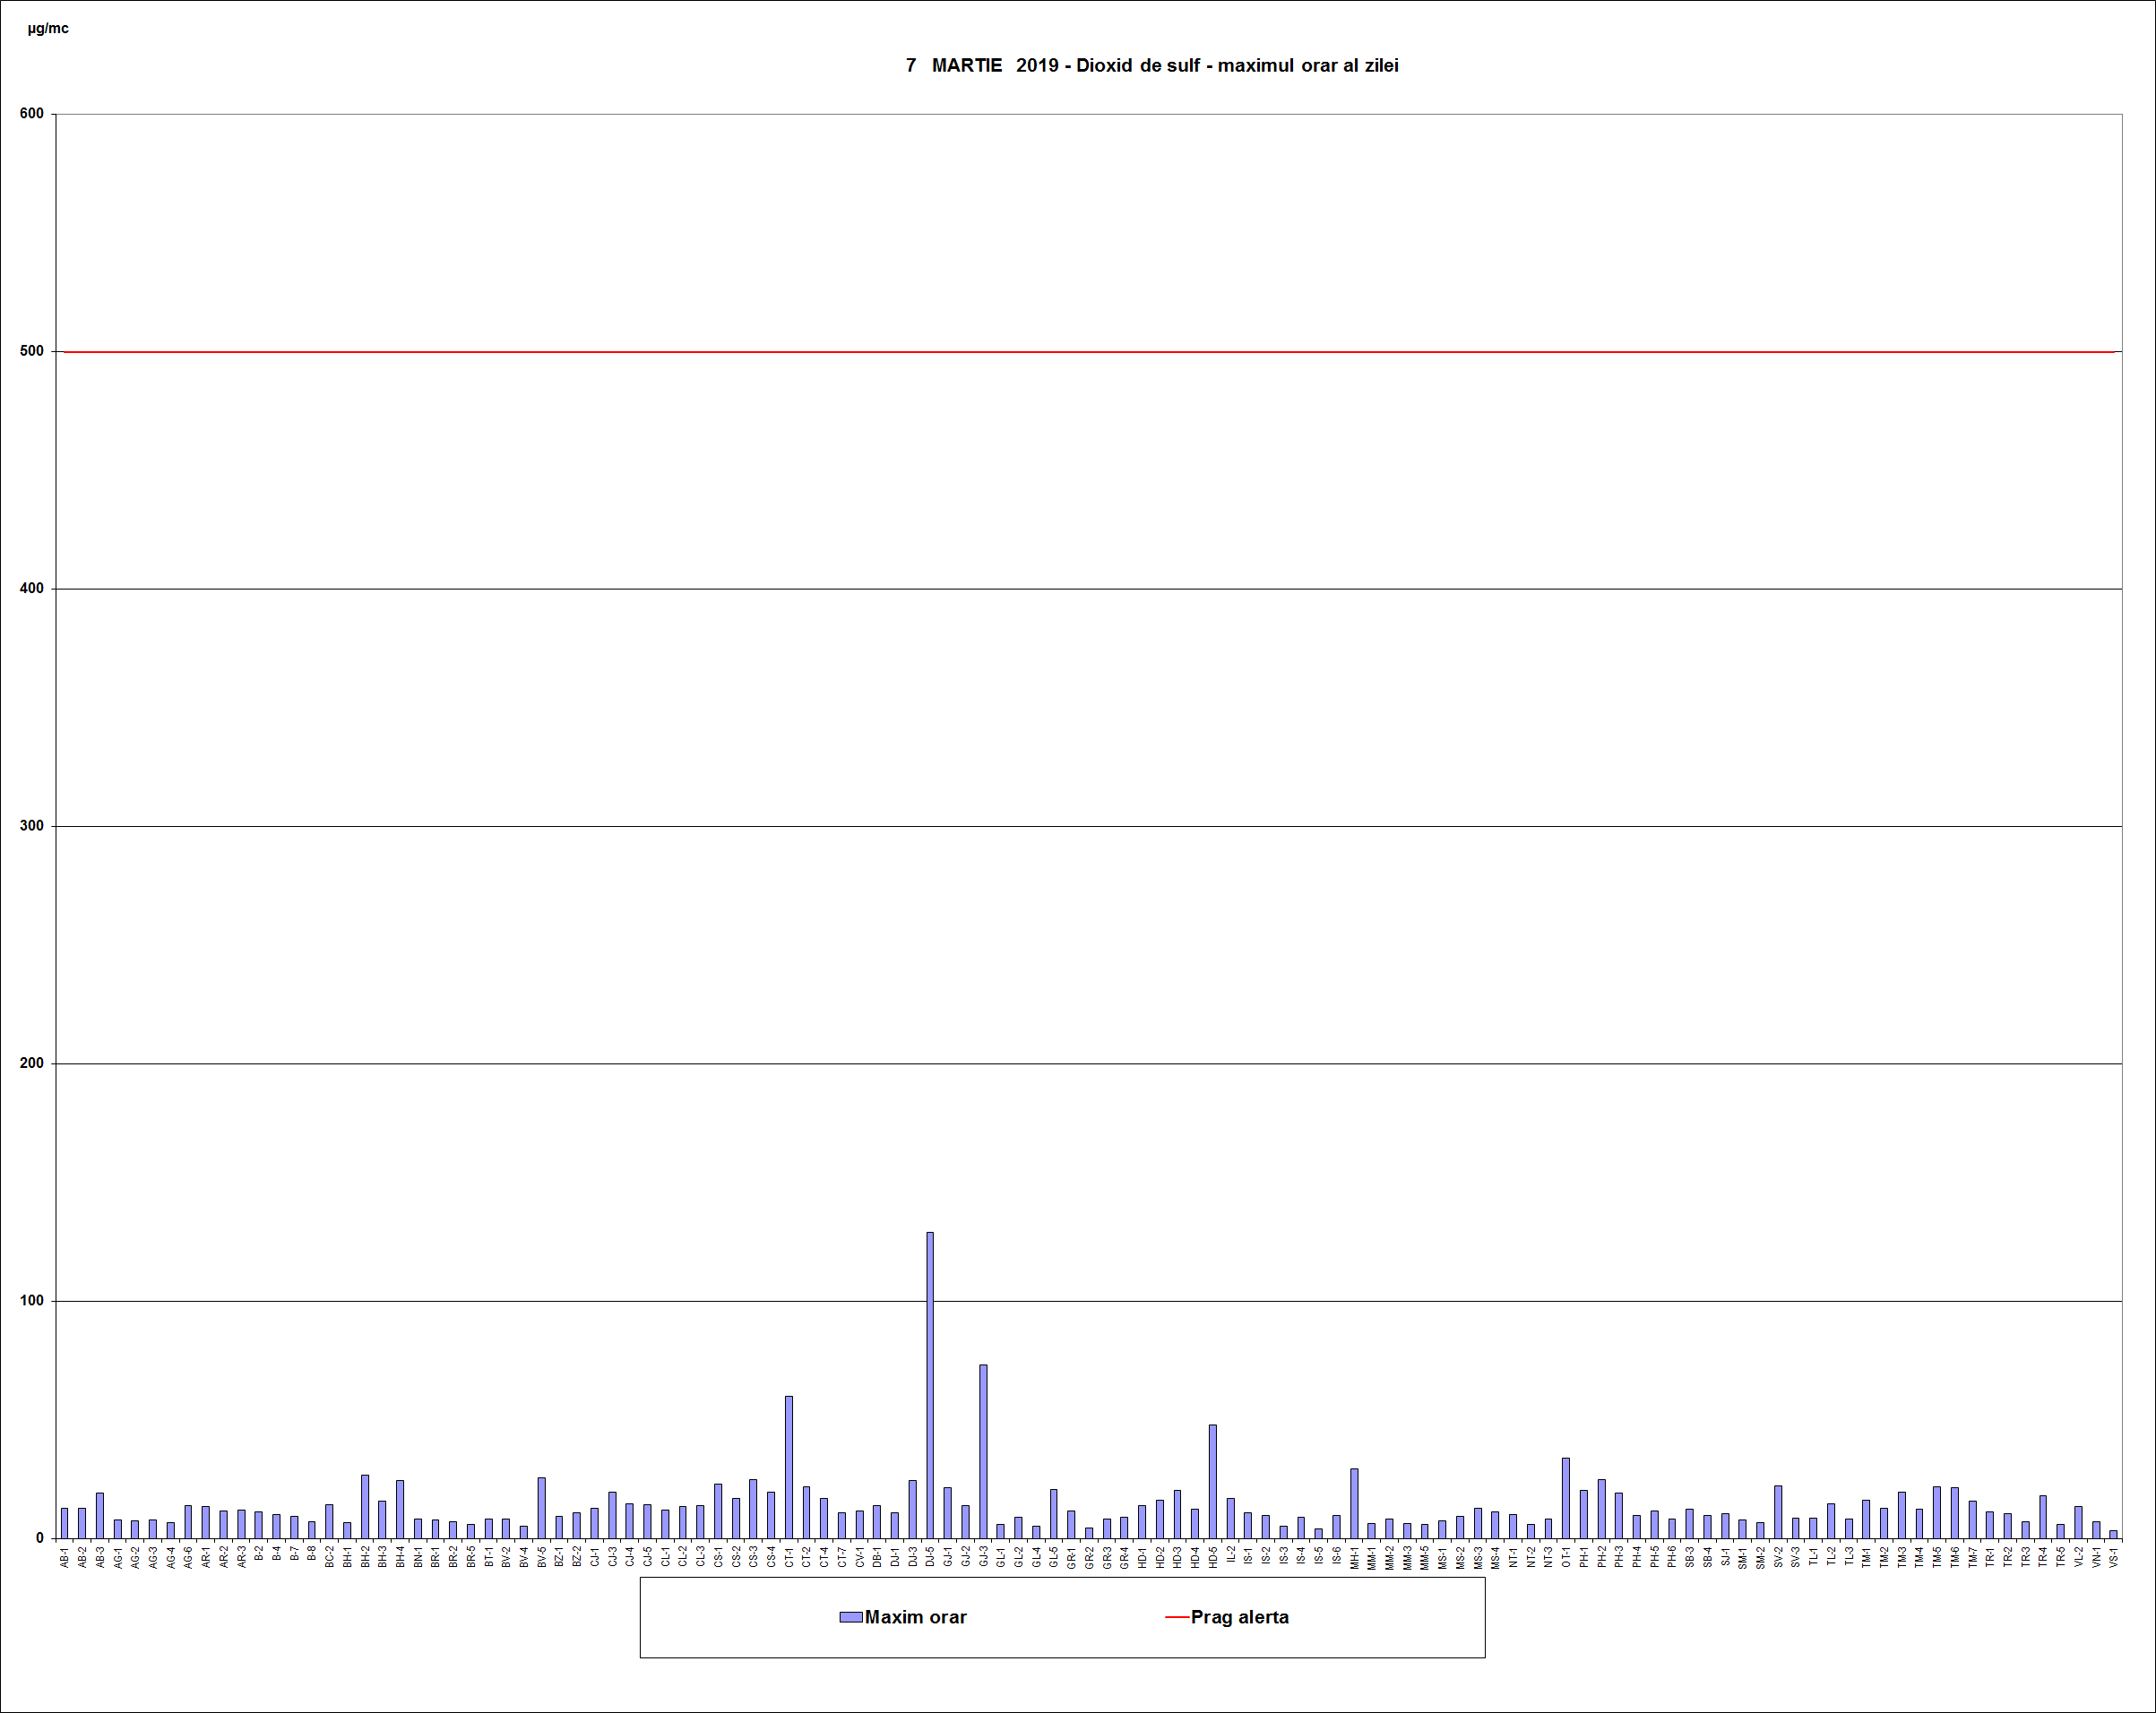 µg/mc
7 MARTIE 2019 - Dioxid de sulf - maximul orar al zilei
600
500
400
300
200
100
0
AB-1 AB-2 AB-3 AG-1 AG-2 AG-3 AG-4 AG-6 AR-1 AR-2 AR-3 B-2 B-4 B-7 B-8 BC-2 BH-1 BH-2 BH-3 BH-4 BN-1 BR-1 BR-2 BR-5 BT-1 BV-2 BV-4 BV-5 BZ-1 BZ-2 CJ-1 CJ-3 CJ-4 CJ-5 CL-1 CL-2 CL-3 CS-1 CS-2 CS-3 CS-4 CT-1 CT-2 CT-4 CT-7 CV-1 DB-1 DJ-1 DJ-3 DJ-5 GJ-1 GJ-2 GJ-3 GL-1 GL-2 GL-4 GL-5 GR-1 GR-2 GR-3 GR-4 HD-1 HD-2 HD-3 HD-4 HD-5 IL-2 IS-1 IS-2 IS-3 IS-4 IS-5 IS-6 MH-1 MM-1 MM-2 MM-3 MM-5 MS-1 MS-2 MS-3 MS-4 NT-1 NT-2 NT-3 OT-1 PH-1 PH-2 PH-3 PH-4 PH-5 PH-6 SB-3 SB-4 SJ-1 SM-1 SM-2 SV-2 SV-3 TL-1 TL-2 TL-3 TM-1 TM-2 TM-3 TM-4 TM-5 TM-6 TM-7 TR-1 TR-2 TR-3 TR-4 TR-5 VL-2 VN-1 VS-1
Maxim orar Prag alerta